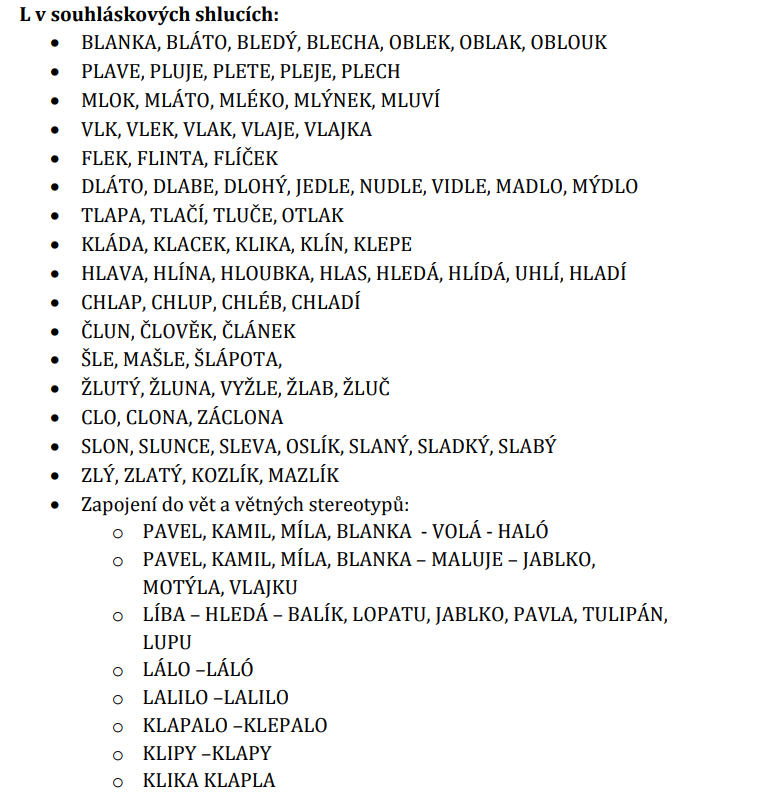 L v souhláskových shlucích:
• BLANKA, BLÁTO, BLEDÝ, BLECHA, OBLEK, OBLAK, OBLOUK
• PLAVE, PLUJE, PLETE, PLEJE, PLECH
• MLOK, MLÁTO, MLÉKO, MLÝNEK, MLUVÍ
• VLK, VLEK, VLAK, VLAJE, VLAJKA
• FLEK, FLINTA, FLÍČEK
• DLÁTO, DLABE, DLOHÝ, JEDLE, NUDLE, VIDLE, MADLO, MÝDLO
• TLAPA, TLAČÍ, TLUČE, OTLAK
• KLÁDA, KLACEK, KLIKA, KLÍN, KLEPE
• HLAVA, HLÍNA, HLOUBKA, HLAS, HLEDÁ, HLÍDÁ, UHLÍ, HLADÍ
• CHLAP, CHLUP, CHLÉB, CHLADÍ
• ČLUN, ČLOVĚK, ČLÁNEK
• ŠLE, MAŠLE, ŠLÁPOTA,
• ŽLUTÝ, ŽLUNA, VYŽLE, ŽLAB, ŽLUČ
• CLO, CLONA, ZÁCLONA
• SLON, SLUNCE, SLEVA, OSLÍK, SLANÝ, SLADKÝ, SLABÝ
• ZLÝ, ZLATÝ, KOZLÍK, MAZLÍK
• Zapojení do vět a větných stereotypů:
o PAVEL, KAMIL, MÍLA, BLANKA - VOLÁ - HALÓ
o PAVEL, KAMIL, MÍLA, BLANKA – MALUJE – JABLKO,
MOTÝLA, VLAJKU
o LÍBA – HLEDÁ – BALÍK, LOPATU, JABLKO, PAVLA, TULIPÁN,
LUPU
o LÁLO –LÁLÓ
o LALILO –LALILO
o KLAPALO –KLEPALO
o KLIPY –KLAPY
o KLIKA KLAPLA